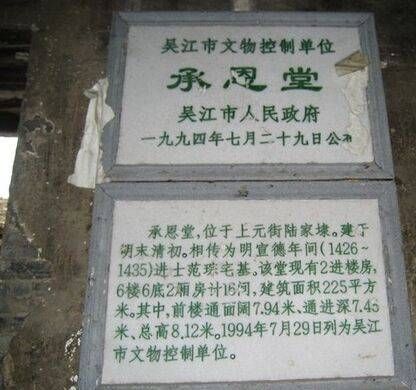 吴江市文物控制单位
承恩堂
吴江市人民政府
一九九四年七月二十九日公布
承恩堂,位于上元街陆家埭。建于
明末清初。相传为明宣德年间(1426~
1435)进士范琮宅基。该堂现有2进楼房,
6楼6底2厢房计16间,建筑面积225平方
米。其中,前楼通面阔7.94米、通进深7.45
米、总高8.12米。1994年7月29日列为吴江
市文物控制单位。